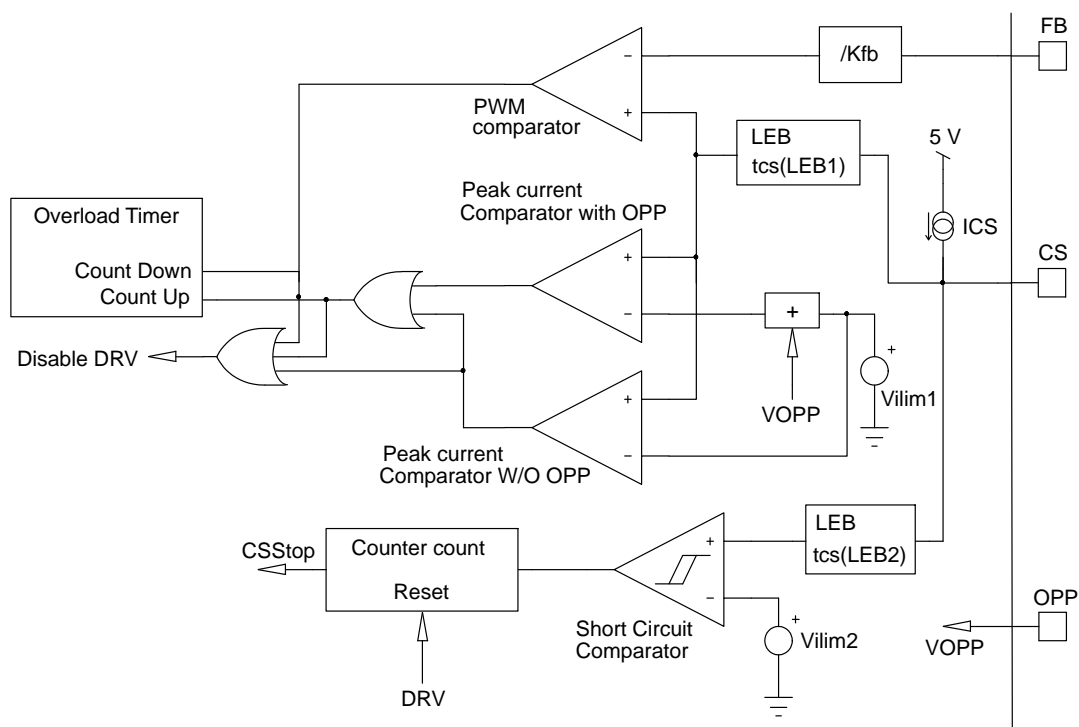 FB
/Kfb
−
+
PWM
comparator
LEB
tcs(LEB1)
5 V
ICS
CS
Peak current
Comparator with OPP
Overload Timer
Count Down
Count Up
+
−
+
+
Vilim1
VOPP
Disable DRV
+
−
Peak current
Comparator W/O OPP
LEB
tcs(LEB2)
CSStop
Counter count
Reset
+
−
Short Circuit
Comparator
+
Vilim2
DRV
OPP
VOPP